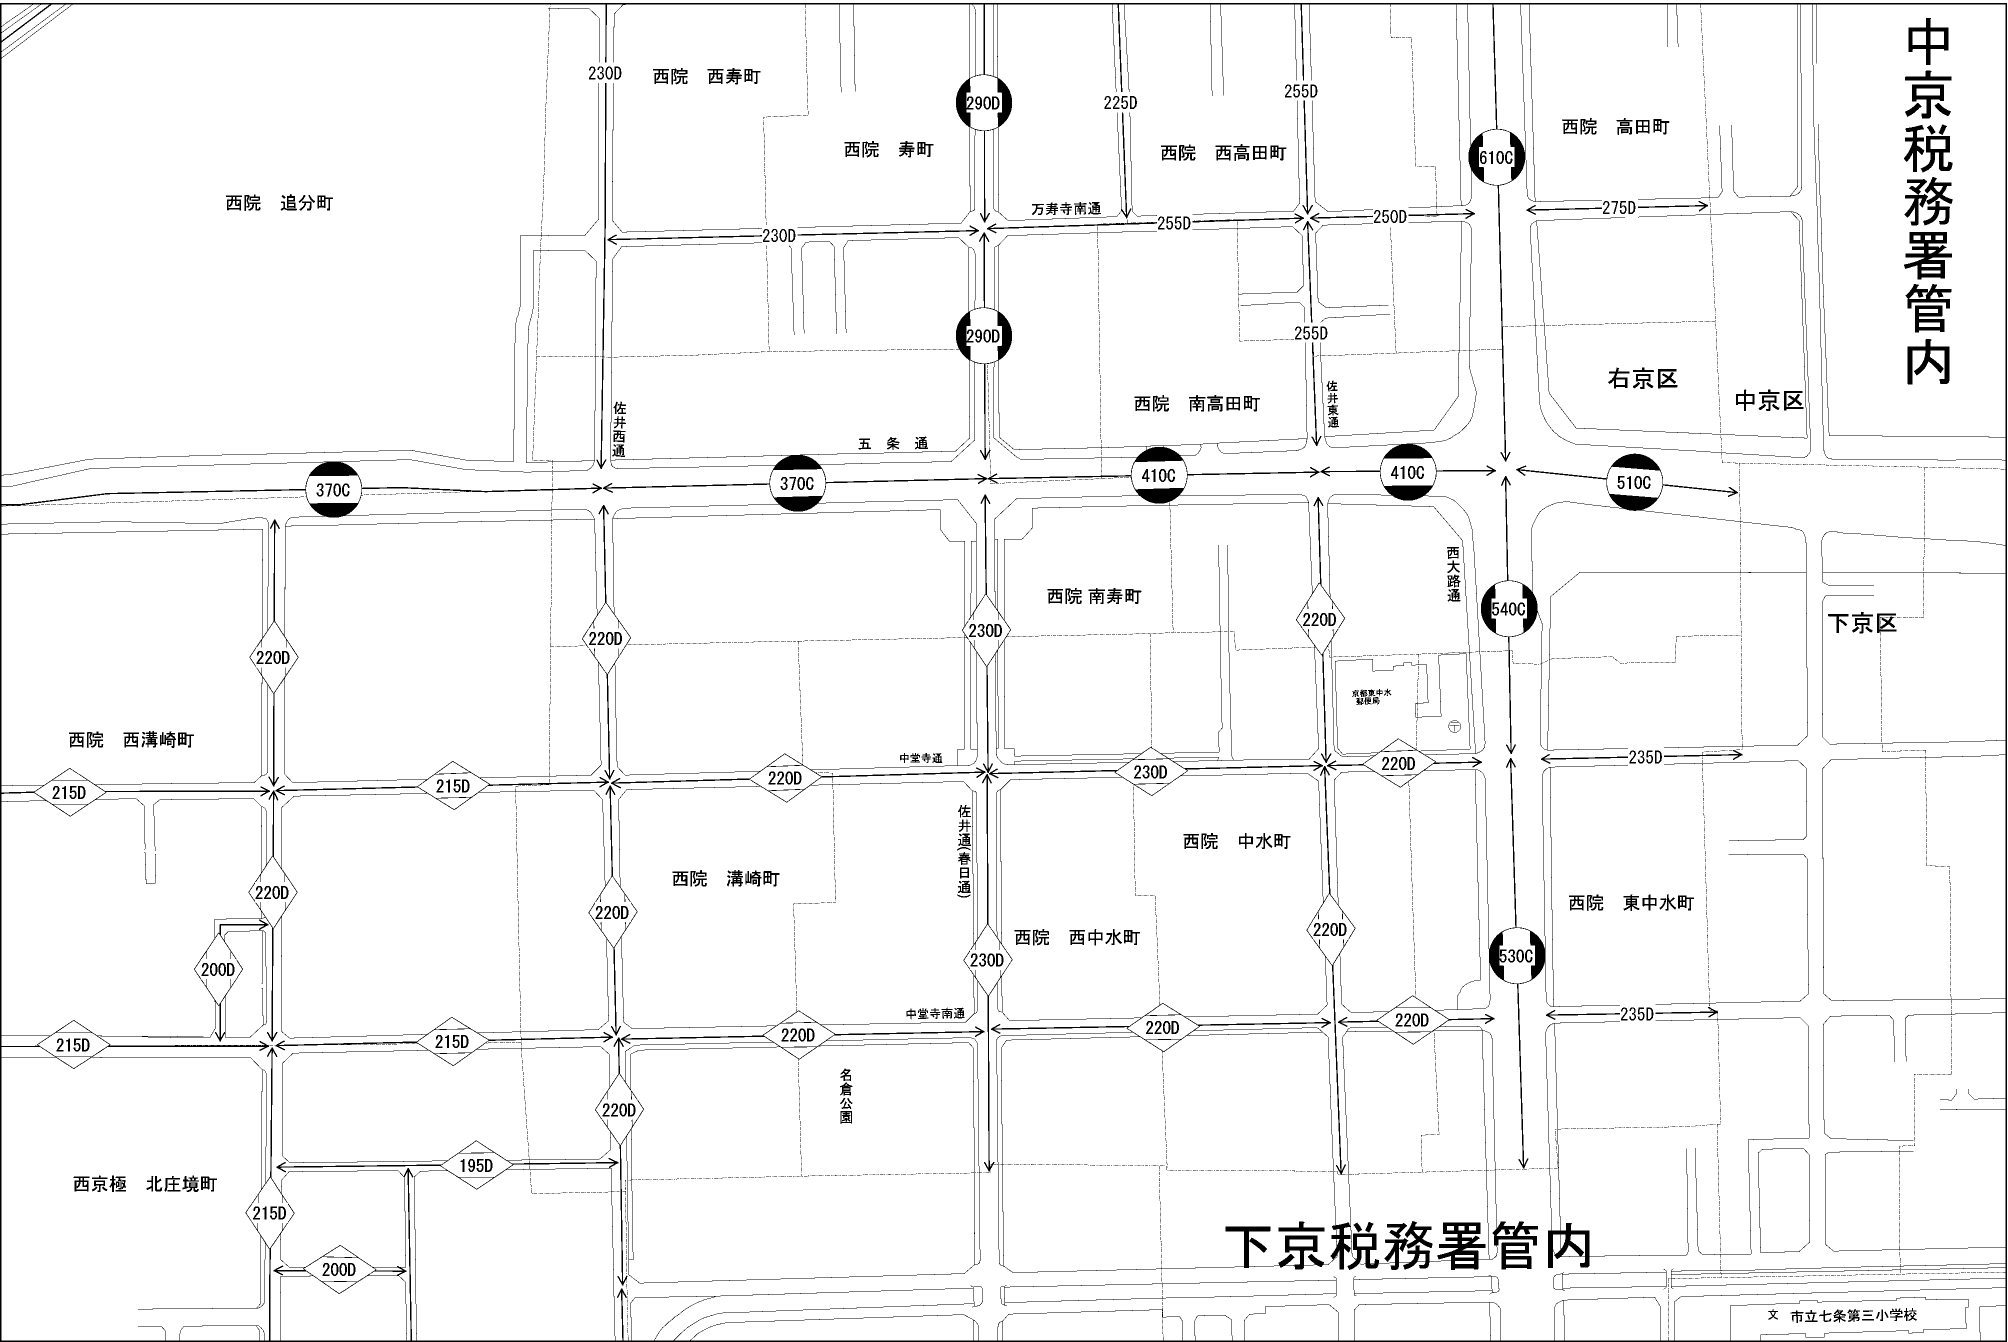 中京税務署管内
230D
西院 西寿町
290D
225D
255D
西院 高田町
西院 寿町
西院 西高田町
610C
西院 追分町
万寿寺南通
230D
255D
250D
275D
290D
255D
右京区
中京区
佐井西通
西院 南高田町
佐井東通
五条通
370C
370C
410C
410C
510C
西大路通
西院 南寿町
540C
220D
220D
230D
220D
下京区
京都東中水
郵便局
西院 西溝崎町
中堂寺通
215D
215D
220D
230D
220D
235D
佐井通(春日通)
西院 中水町
220D
西院 溝崎町
220D
220D
西院 東中水町
西院 西中水町
200D
230D
530C
中堂寺南通
215D
215D
220D
220D
220D
235D
名倉公園
220D
195D
西京極 北庄境町
215D
下京税務署管内
200D
文 市立七条第三小学校